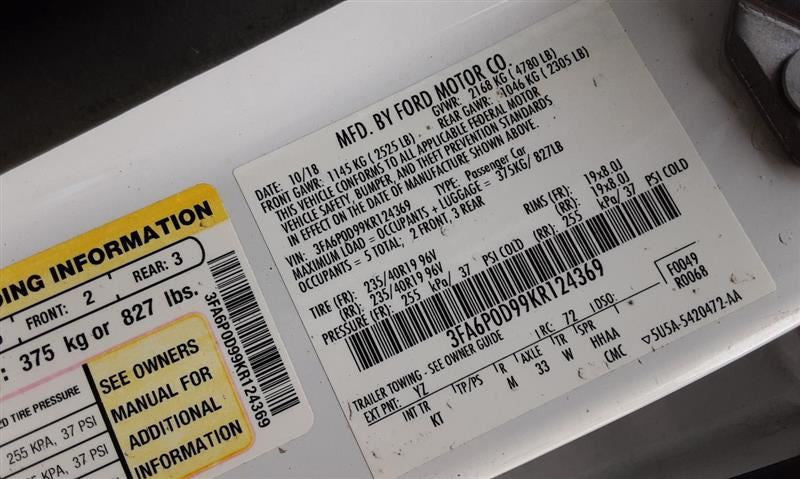 DING INFORMATION
FRONT: 2 REAR: 3
: 375 kg or 827 lbs.
TIRE PRESSURE
255 KPA, 37 PSI
KPA, 37 PSI
SEE OWNERS
MANUAL FOR
ADDITIONAL
INFORMATION
3FA6P0D99KR124369
MFD. BY FORD MOTOR CO.
DATE: 10/18 GVWR: 2168 KG (4780 LB)
FRONT GAWR: 1145 KG (2525 LB) REAR GAWR: 1046 KG (2305 LB)
THIS VEHICLE CONFORMS TO ALL APPLICABLE FEDERAL MOTOR
VEHICLE SAFETY, BUMPER, AND THEFT PREVENTION STANDARDS
IN EFFECT ON THE DATE OF MANUFACTURE SHOWN ABOVE.
VIN: 3FA6P0D99KR124369 TYPE: Passenger Car
MAXIMUM LOAD = OCCUPANTS + LUGGAGE = 375KG/ 827LB
OCCUPANTS = 5 TOTAL; 2 FRONT, 3 REAR
TIRE (FR): 235/40R19 96V RIMS (FR): 19x8.0J
(RR): 235/40R19 96V (RR): 19x8.0J
PRESSURE (FR): 255 kPa/ 37 PSI COLD (RR): 255 kPa/ 37 PSI COLD
3FA6P0D99KR124369
TRAILER TOWING - SEE OWNER GUIDE F0049
EXT PNT: YZ RC: 72 DSO: R0068
INT TR TP/PS R AXLE TR SPR
KT M 33 W HHAA
CMC 5U5A-5420472-AA